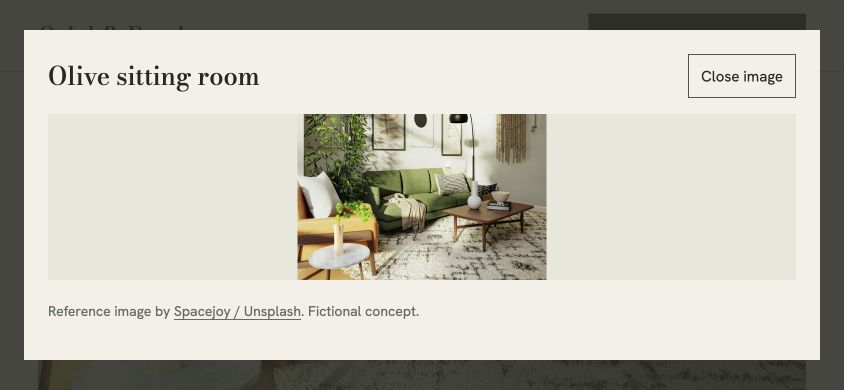 Olive sitting room
Close image
Reference image by Spacejoy / Unsplash. Fictional concept.